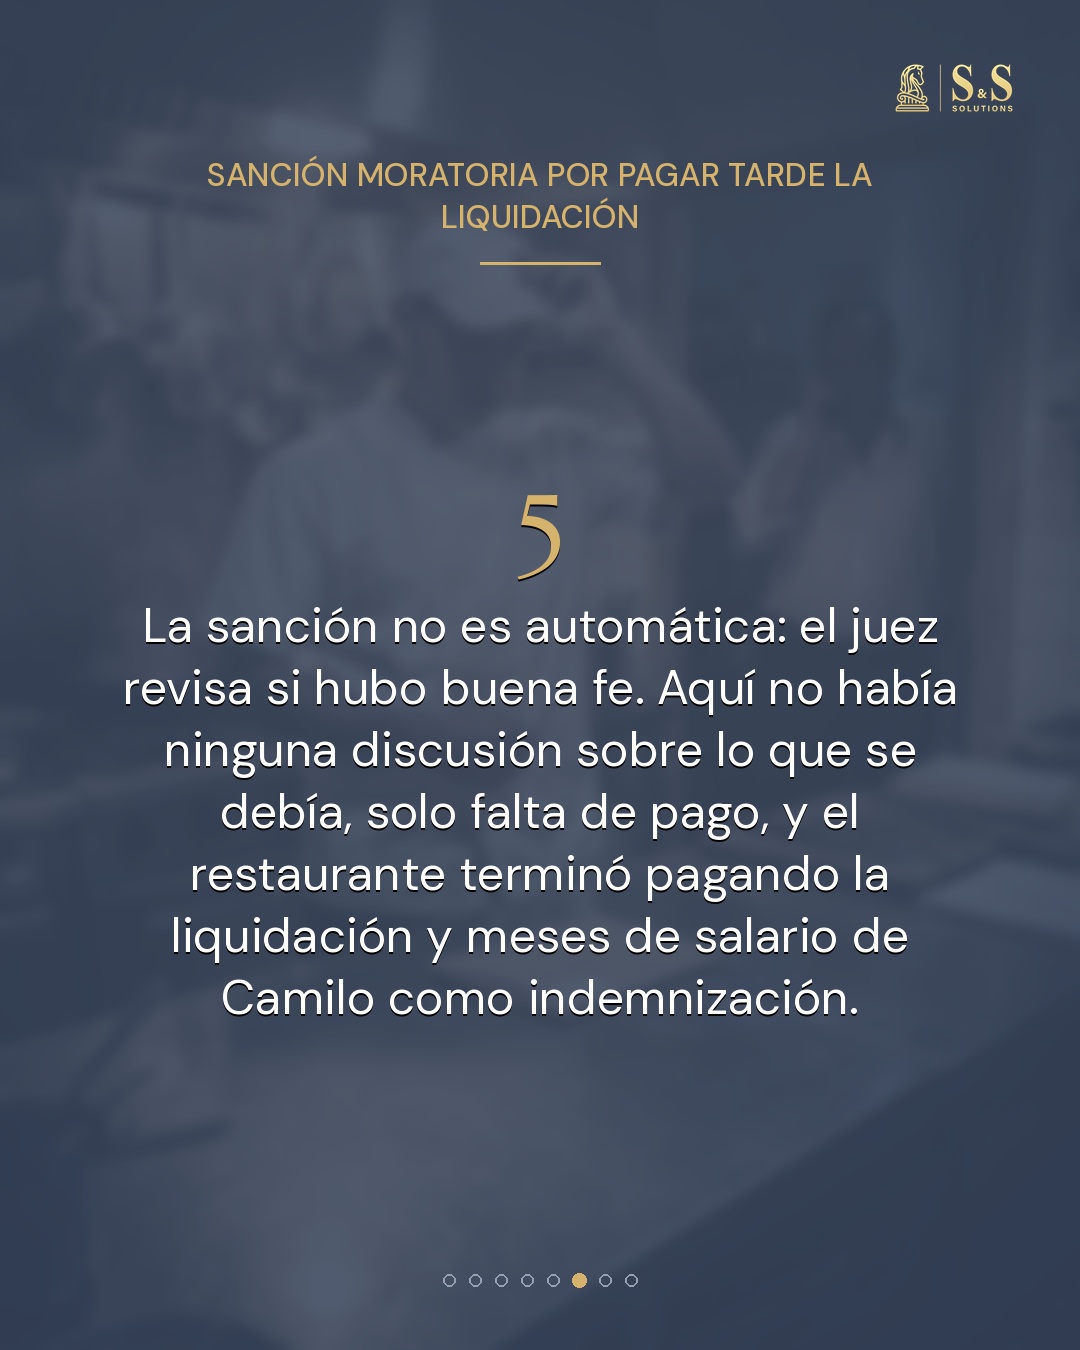 S&S
SOLUTIONS
SANCIÓN MORATORIA POR PAGAR TARDE LA
LIQUIDACIÓN
5
La sanción no es automática: el juez
revisa si hubo buena fe. Aquí no había
ninguna discusión sobre lo que se
debía, solo falta de pago, y el
restaurante terminó pagando la
liquidación y meses de salario de
Camilo como indemnización.